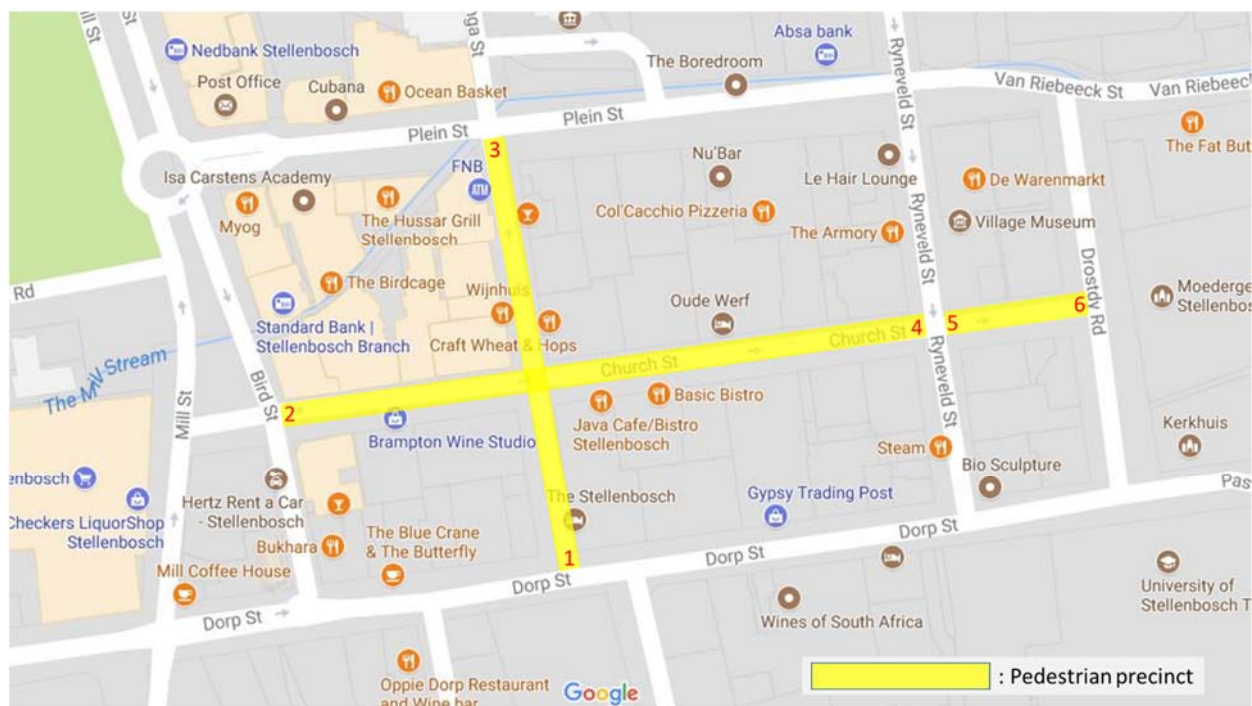 ill St
St
nga St
Nedbank Stellenbosch
Post Office
Cubana
Ocean Basket
Plein St
Plein St
The Boredroom
Absa bank
Ryneveld St
Van Riebeeck St
Van Riebeec
The Fat But
3
FNB
ATM
Isa Carstens Academy
Myog
The Hussar Grill
Stellenbosch
Nu'Bar
Col'Cacchio Pizzeria
Le Hair Lounge
The Armory
De Warenmarkt
Village Museum
Ryneveld St
Drostdy Rd
Rd
The Birdcage
Wijnhuis
Oude Werf
Moederge
Stellenbos
Standard Bank |
Stellenbosch Branch
Craft Wheat & Hops
Church St
Church St
4
5
6
Ryneveld St
Stream
Mill St
Bird St
2
Brampton Wine Studio
Java Cafe/Bistro
Stellenbosch
Basic Bistro
Steam
Bio Sculpture
Kerkhuis
enbosch
Checkers LiquorShop
Stellenbosch
Hertz Rent a Car
- Stellenbosch
Bukhara
The Blue Crane
& The Butterfly
The Stellenbosch
1
Gypsy Trading Post
Pas
Mill Coffee House
Dorp St
Dorp St
Dorp St
Dorp St
Wines of South Africa
University of
Stellenbosch T
Oppie Dorp Restaurant
and Wine bar
Google
: Pedestrian precinct